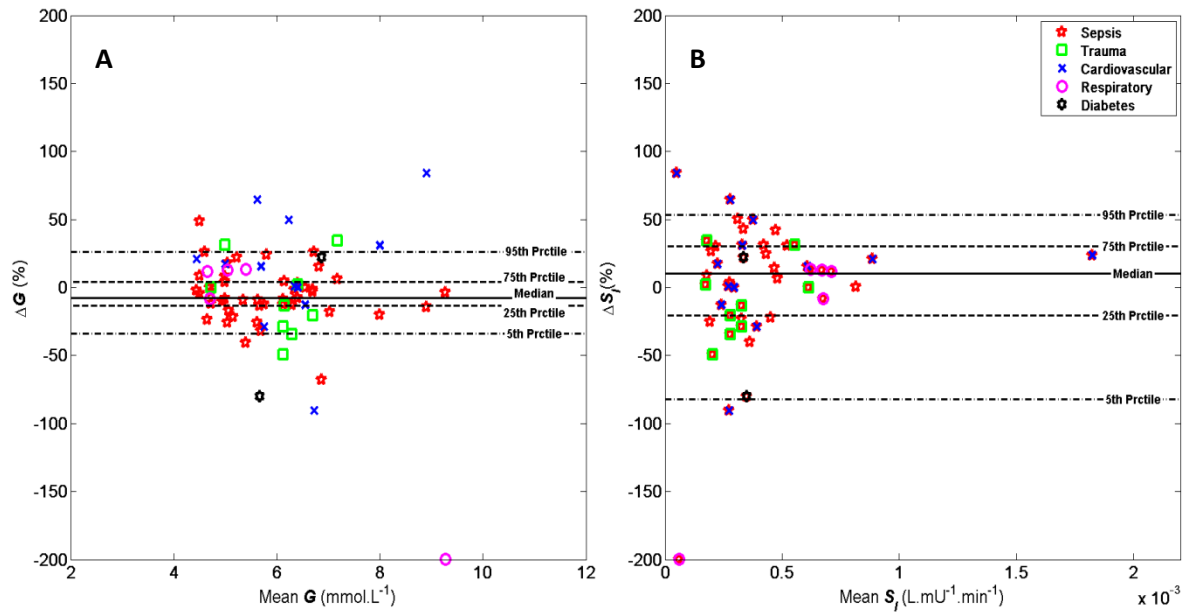 A
200
150
100
50
0
-50
-100
-150
-200
ΔG (%)
95th Prctile
75th Prctile
Median
25th Prctile
5th Prctile
2
4
6
8
10
12
Mean G (mmol.L⁻¹)
B
200
150
100
50
0
-50
-100
-150
-200
ΔS_I (%)
Sepsis
Trauma
Cardiovascular
Respiratory
Diabetes
95th Prctile
75th Prctile
Median
25th Prctile
5th Prctile
0
0.5
1
1.5
2
x 10⁻³
Mean S_I (L.mU⁻¹.min⁻¹)